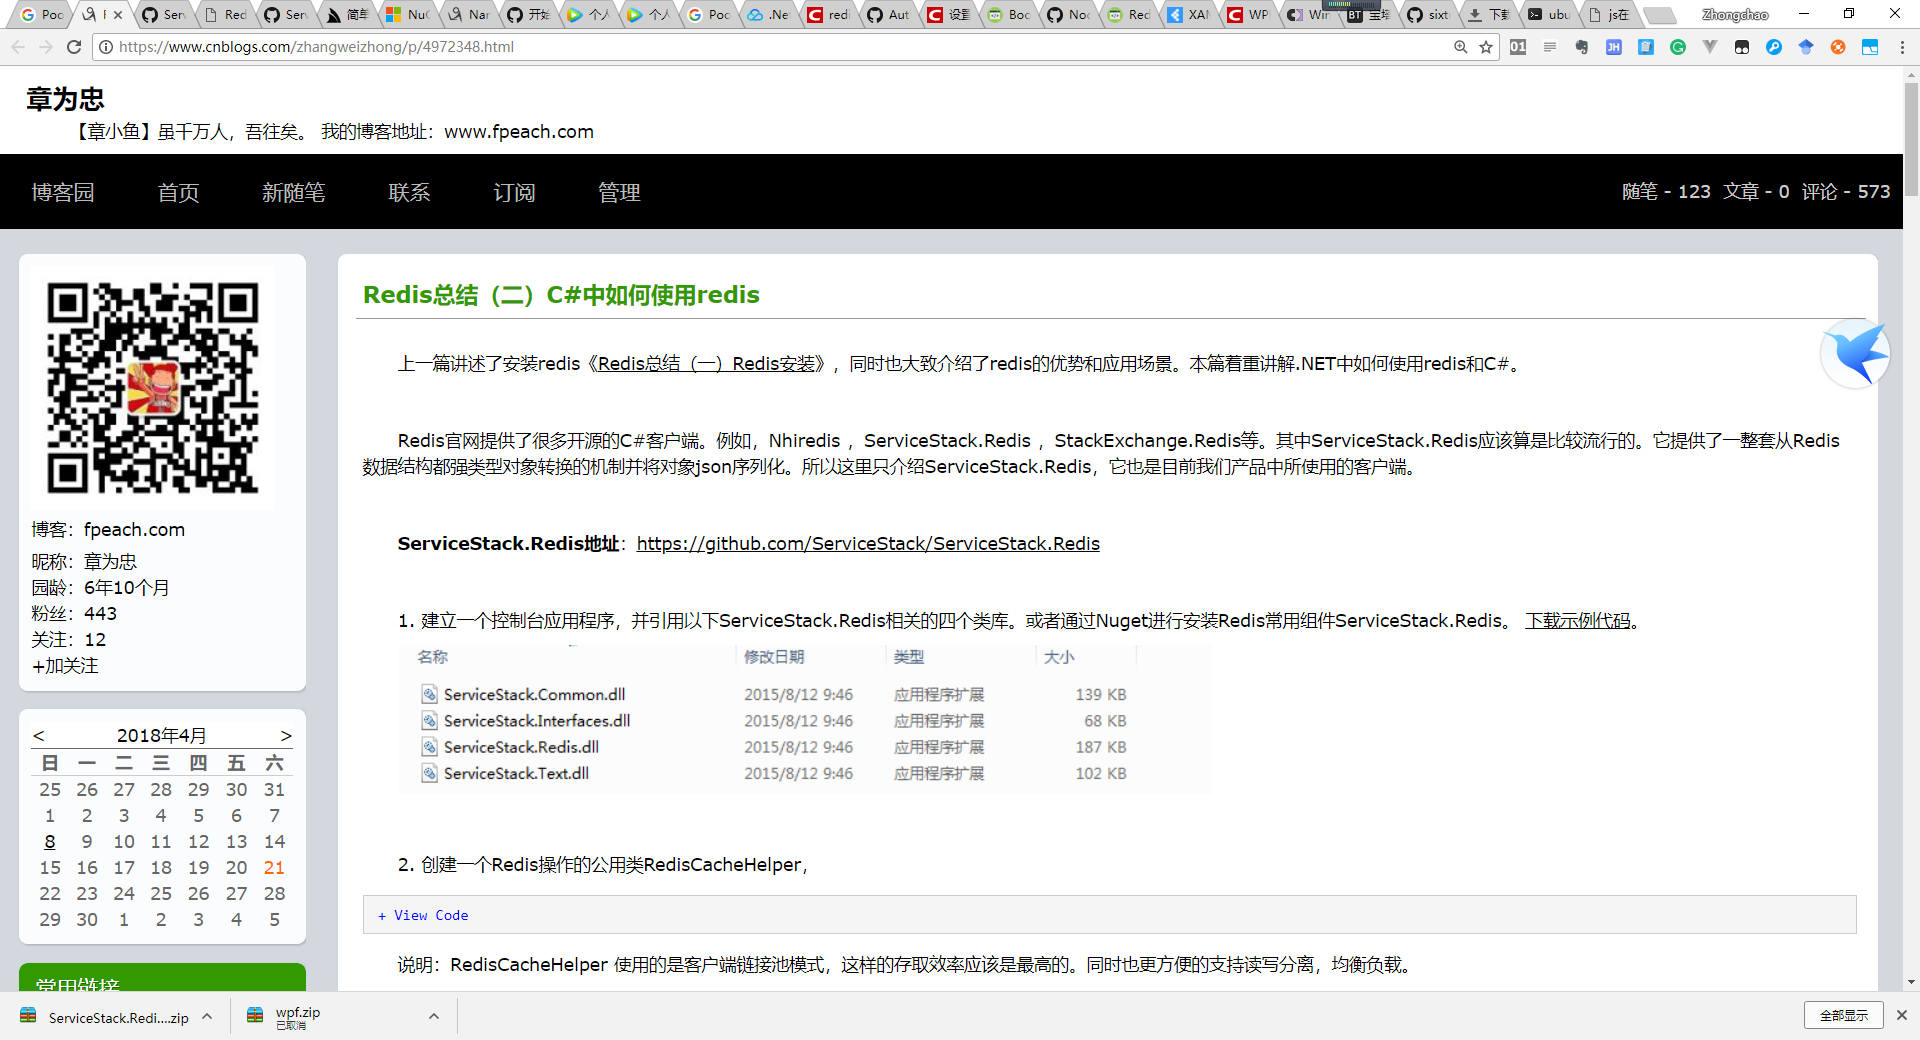 Poc
F
Ser
Red
Ser
简单
NuG
Nar
开始
个人
个人
Poc
.Ne
redi
Aut
设置
Boc
Noc
Red
XAM
WPI
Win
宝塔
sixt
下载
ubu
js在
Zhongchao
https://www.cnblogs.com/zhangweizhong/p/4972348.html
章为忠
【章小鱼】虽千万人，吾往矣。 我的博客地址：www.fpeach.com
博客园 首页 新随笔 联系 订阅 管理
随笔 - 123 文章 - 0 评论 - 573
博客：fpeach.com
昵称：章为忠
园龄：6年10个月
粉丝：443
关注：12
+加关注
< 2018年4月 >
日 一 二 三 四 五 六
25 26 27 28 29 30 31
1 2 3 4 5 6 7
8 9 10 11 12 13 14
15 16 17 18 19 20 21
22 23 24 25 26 27 28
29 30 1 2 3 4 5
常用链接
Redis总结（二）C#中如何使用redis
上一篇讲述了安装redis《Redis总结（一）Redis安装》，同时也大致介绍了redis的优势和应用场景。本篇着重讲解.NET中如何使用redis和C#。
Redis官网提供了很多开源的C#客户端。例如，Nhiredis ，ServiceStack.Redis ，StackExchange.Redis等。其中ServiceStack.Redis应该算是比较流行的。它提供了一整套从Redis
数据结构都强类型对象转换的机制并将对象json序列化。所以这里只介绍ServiceStack.Redis，它也是目前我们产品中所使用的客户端。
ServiceStack.Redis地址：https://github.com/ServiceStack/ServiceStack.Redis
1. 建立一个控制台应用程序，并引用以下ServiceStack.Redis相关的四个类库。或者通过Nuget进行安装Redis常用组件ServiceStack.Redis。 下载示例代码。
名称 修改日期 类型 大小
ServiceStack.Common.dll 2015/8/12 9:46 应用程序扩展 139 KB
ServiceStack.Interfaces.dll 2015/8/12 9:46 应用程序扩展 68 KB
ServiceStack.Redis.dll 2015/8/12 9:46 应用程序扩展 187 KB
ServiceStack.Text.dll 2015/8/12 9:46 应用程序扩展 102 KB
2. 创建一个Redis操作的公用类RedisCacheHelper，
+ View Code
说明：RedisCacheHelper 使用的是客户端链接池模式，这样的存取效率应该是最高的。同时也更方便的支持读写分离，均衡负载。
ServiceStack.Redi....zip
wpf.zip
已取消
全部显示